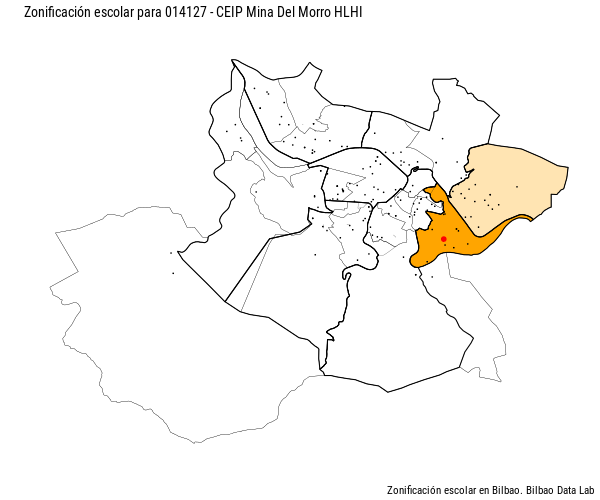 Zonificación escolar para 014127 - CEIP Mina Del Morro HLHI
Zonificación escolar en Bilbao. Bilbao Data Lab